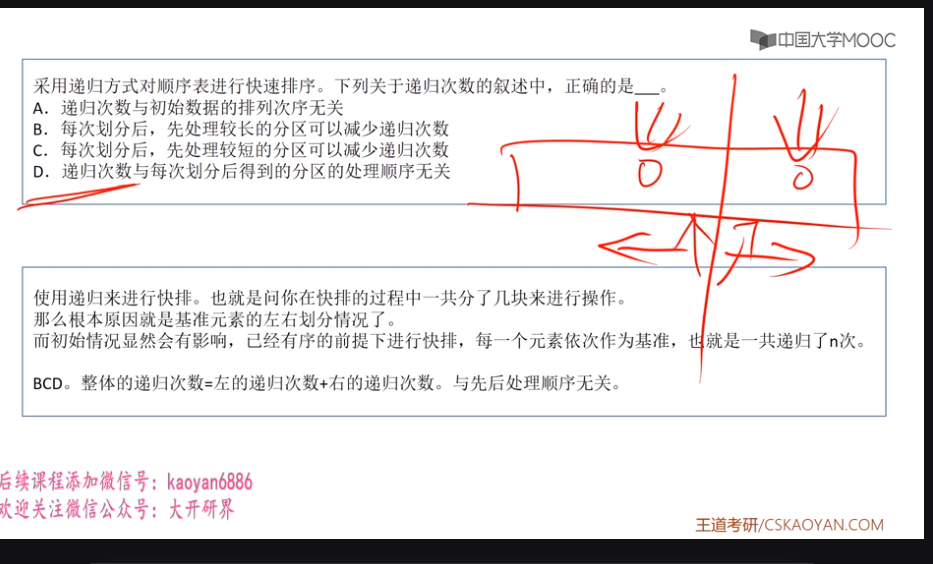 中国大学MOOC
采用递归方式对顺序表进行快速排序。下列关于递归次数的叙述中，正确的是___。
A．递归次数与初始数据的排列次序无关
B．每次划分后，先处理较长的分区可以减少递归次数
C．每次划分后，先处理较短的分区可以减少递归次数
D．递归次数与每次划分后得到的分区的处理顺序无关
使用递归来进行快排。也就是问你在快排的过程中一共分了几块来进行操作。
那么根本原因就是基准元素的左右划分情况了。
而初始情况显然会有影响，已经有序的前提下进行快排，每一个元素依次作为基准，也就是一共递归了n次。
BCD。整体的递归次数=左的递归次数+右的递归次数。与先后处理顺序无关。
后续课程添加微信号：kaoyan6886
欢迎关注微信公众号：大开研界
王道考研/CSKAOYAN.COM